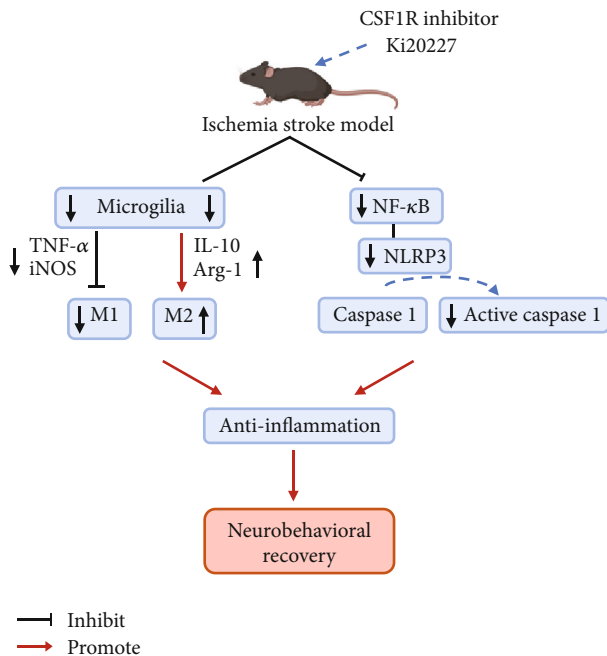 CSF1R inhibitor
Ki20227
Ischemia stroke model
Microgilia
NF-κB
TNF-α
iNOS
IL-10
Arg-1
NLRP3
M1
M2
Caspase 1
Active caspase 1
Anti-inflammation
Neurobehavioral
recovery
Inhibit
Promote